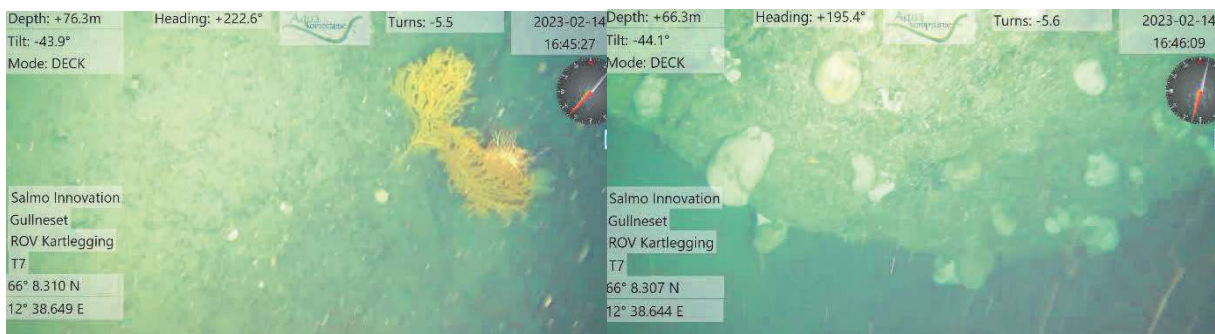 Depth: +76.3m
Heading: +222.6°
Turns: -5.5
2023-02-14
16:45:27
Tilt: -43.9°
Mode: DECK
Salmo Innovation
Gullneset
ROV Kartlegging
T7
66° 8.310 N
12° 38.649 E
Depth: +66.3m
Heading: +195.4°
Turns: -5.6
2023-02-14
16:46:09
Tilt: -44.1°
Mode: DECK
Salmo Innovation
Gullneset
ROV Kartlegging
T7
66° 8.307 N
12° 38.644 E